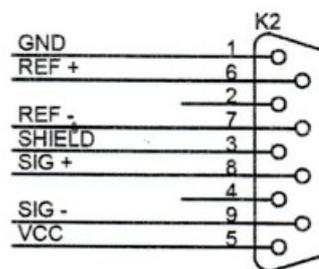 K2
GND 1
REF + 6
2
REF - 7
SHIELD 3
SIG + 8
4
SIG - 9
VCC 5